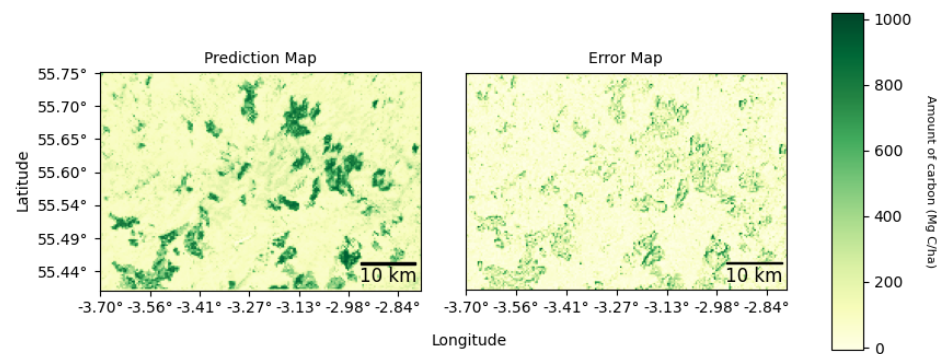 Prediction Map
Error Map
55.75°
55.70°
55.65°
55.60°
55.54°
55.49°
55.44°
Latitude
10 km
10 km
-3.70° -3.56° -3.41° -3.27° -3.13° -2.98° -2.84°
-3.70° -3.56° -3.41° -3.27° -3.13° -2.98° -2.84°
Longitude
1000
800
600
400
200
0
Amount of carbon (Mg C/ha)